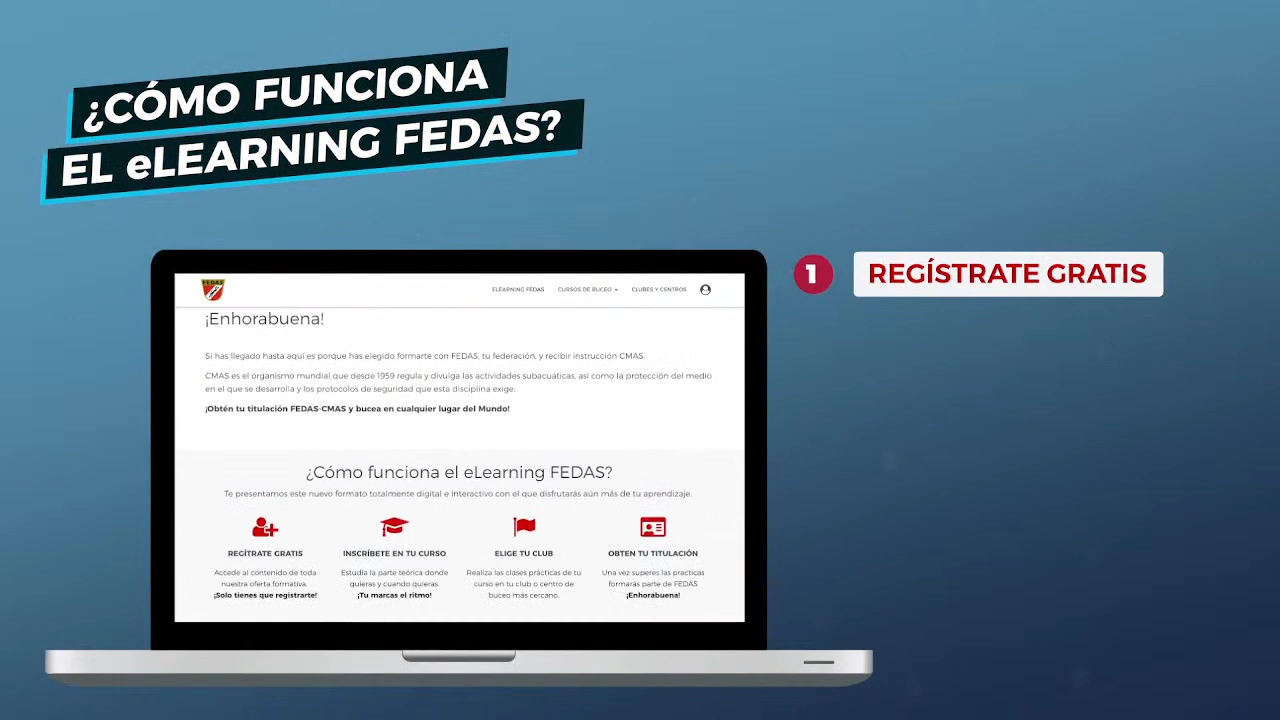 ¿CÓMO FUNCIONA
EL eLEARNING FEDAS?
1 REGÍSTRATE GRATIS
FEDAS
ELEARNING FEDAS CURSOS DE BUCEO CLUBES Y CENTROS
¡Enhorabuena!
Si has llegado hasta aquí es porque has elegido formarte con FEDAS, tu federación, y recibir instrucción CMAS.
CMAS es el organismo mundial que desde 1959 regula y divulga las actividades subacuáticas, así como la protección del medio
en el que se desarrolla y los protocolos de seguridad que esta disciplina exige.
¡Obtén tu titulación FEDAS-CMAS y bucea en cualquier lugar del Mundo!
¿Cómo funciona el eLearning FEDAS?
Te presentamos este nuevo formato totalmente digital e interactivo con el que disfrutarás aún más de tu aprendizaje.
REGÍTRATE GRATIS
Accede al contenido de toda
nuestra oferta formativa.
¡Solo tienes que registrarte!
INSCRÍBETE EN TU CURSO
Estudia la parte teórica donde
quieras y cuando quieras.
¡Tu marcas el ritmo!
ELIGE TU CLUB
Realiza las clases prácticas de tu
curso en tu club o centro de
buceo más cercano.
OBTEN TU TITULACIÓN
Una vez superes las practicas
formarás parte de FEDAS
¡Enhorabuena!